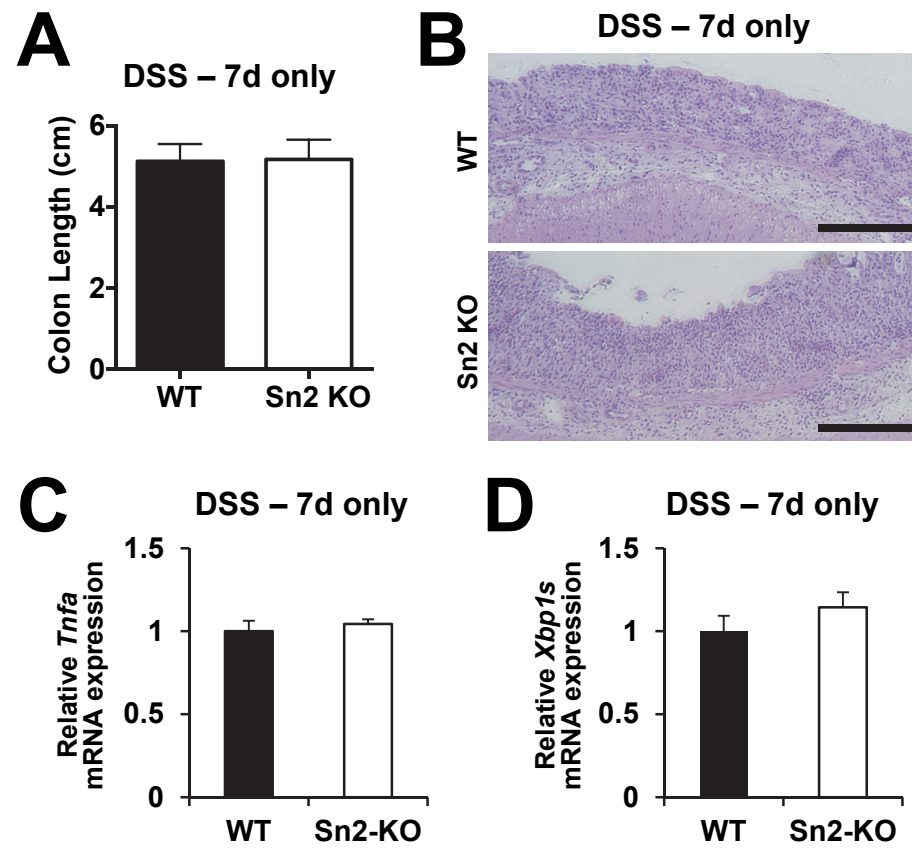 A
DSS – 7d only
Colon Length (cm)
6
4
2
0
WT
Sn2 KO
B
DSS – 7d only
WT
Sn2 KO
C
DSS – 7d only
Relative Tnfa
mRNA expression
1.5
1
0.5
0
WT
Sn2-KO
D
DSS – 7d only
Relative Xbp1s
mRNA expression
1.5
1
0.5
0
WT
Sn2-KO